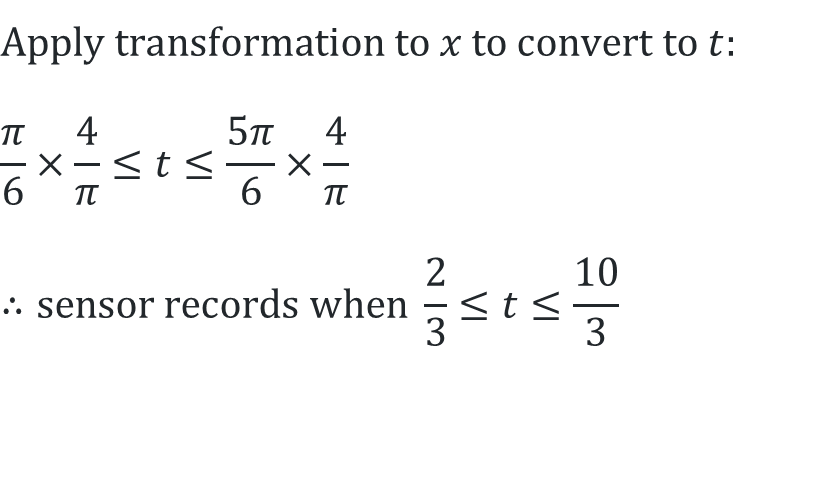 Apply transformation to x to convert to t:
π/6 × 4/π ≤ t ≤ 5π/6 × 4/π
∴ sensor records when 2/3 ≤ t ≤ 10/3